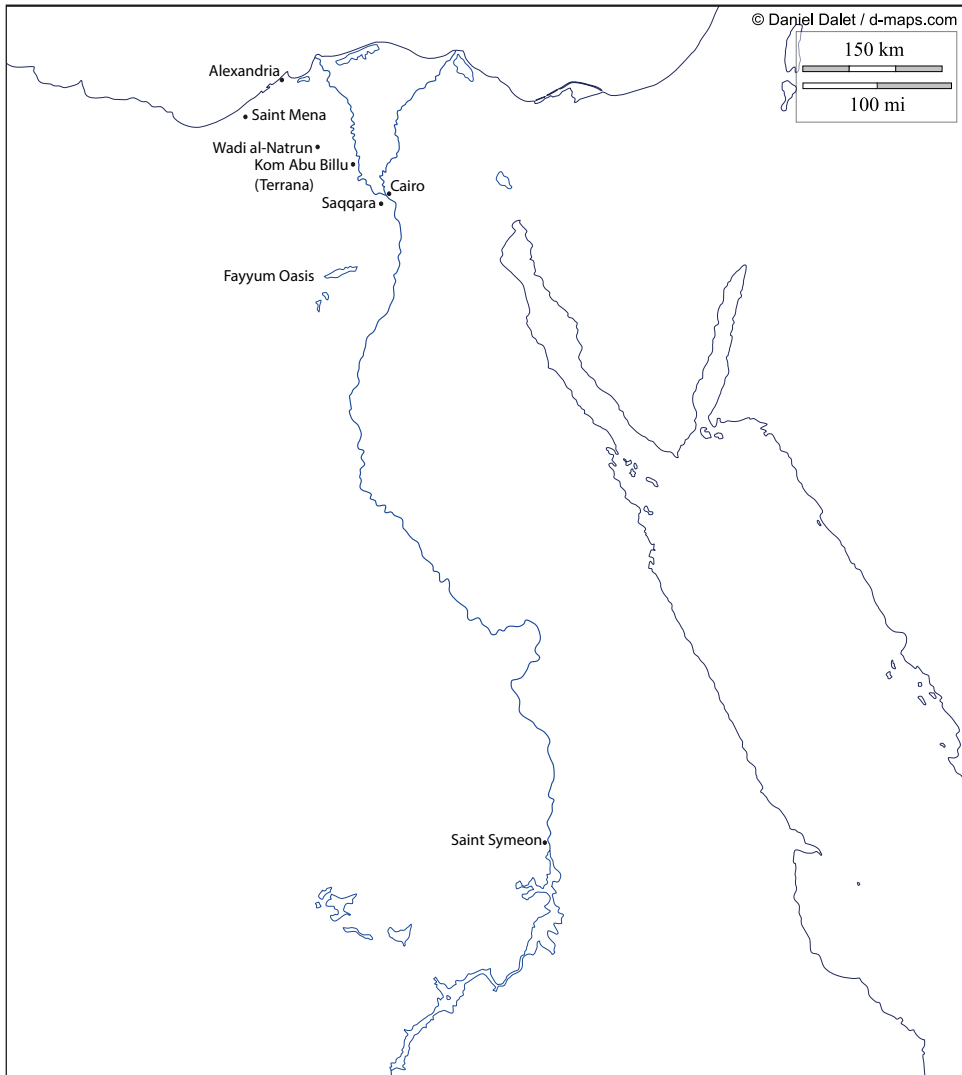 © Daniel Dalet / d-maps.com
150 km
100 mi
Alexandria
Saint Mena
Wadi al-Natrun
Kom Abu Billu
(Terrana)
Cairo
Saqqara
Fayyum Oasis
Saint Symeon